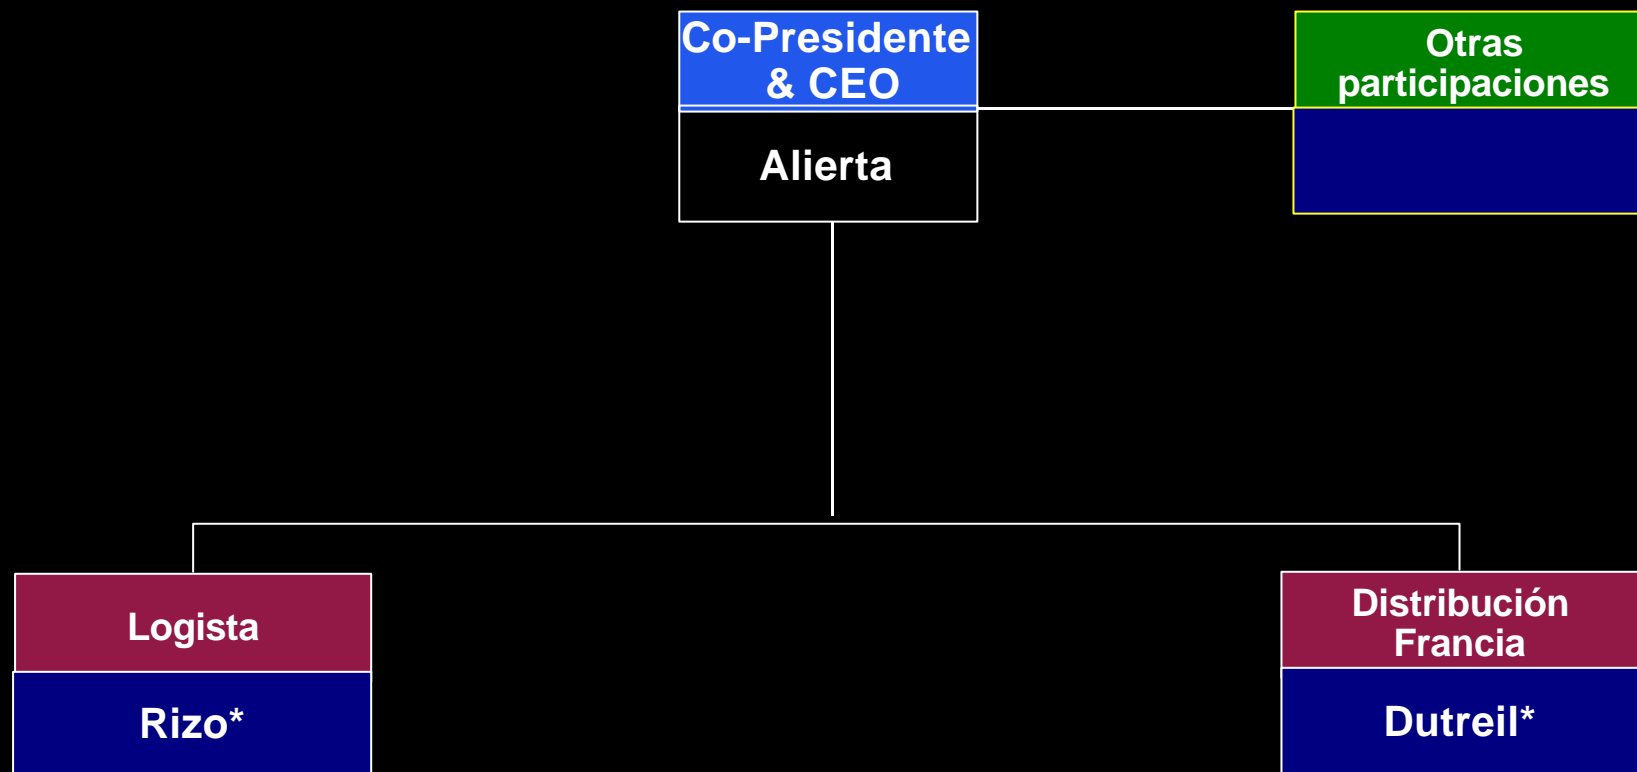 Co-Presidente
& CEO
Alierta
Otras
participaciones
Logista
Rizo*
Distribución
Francia
Dutreil*